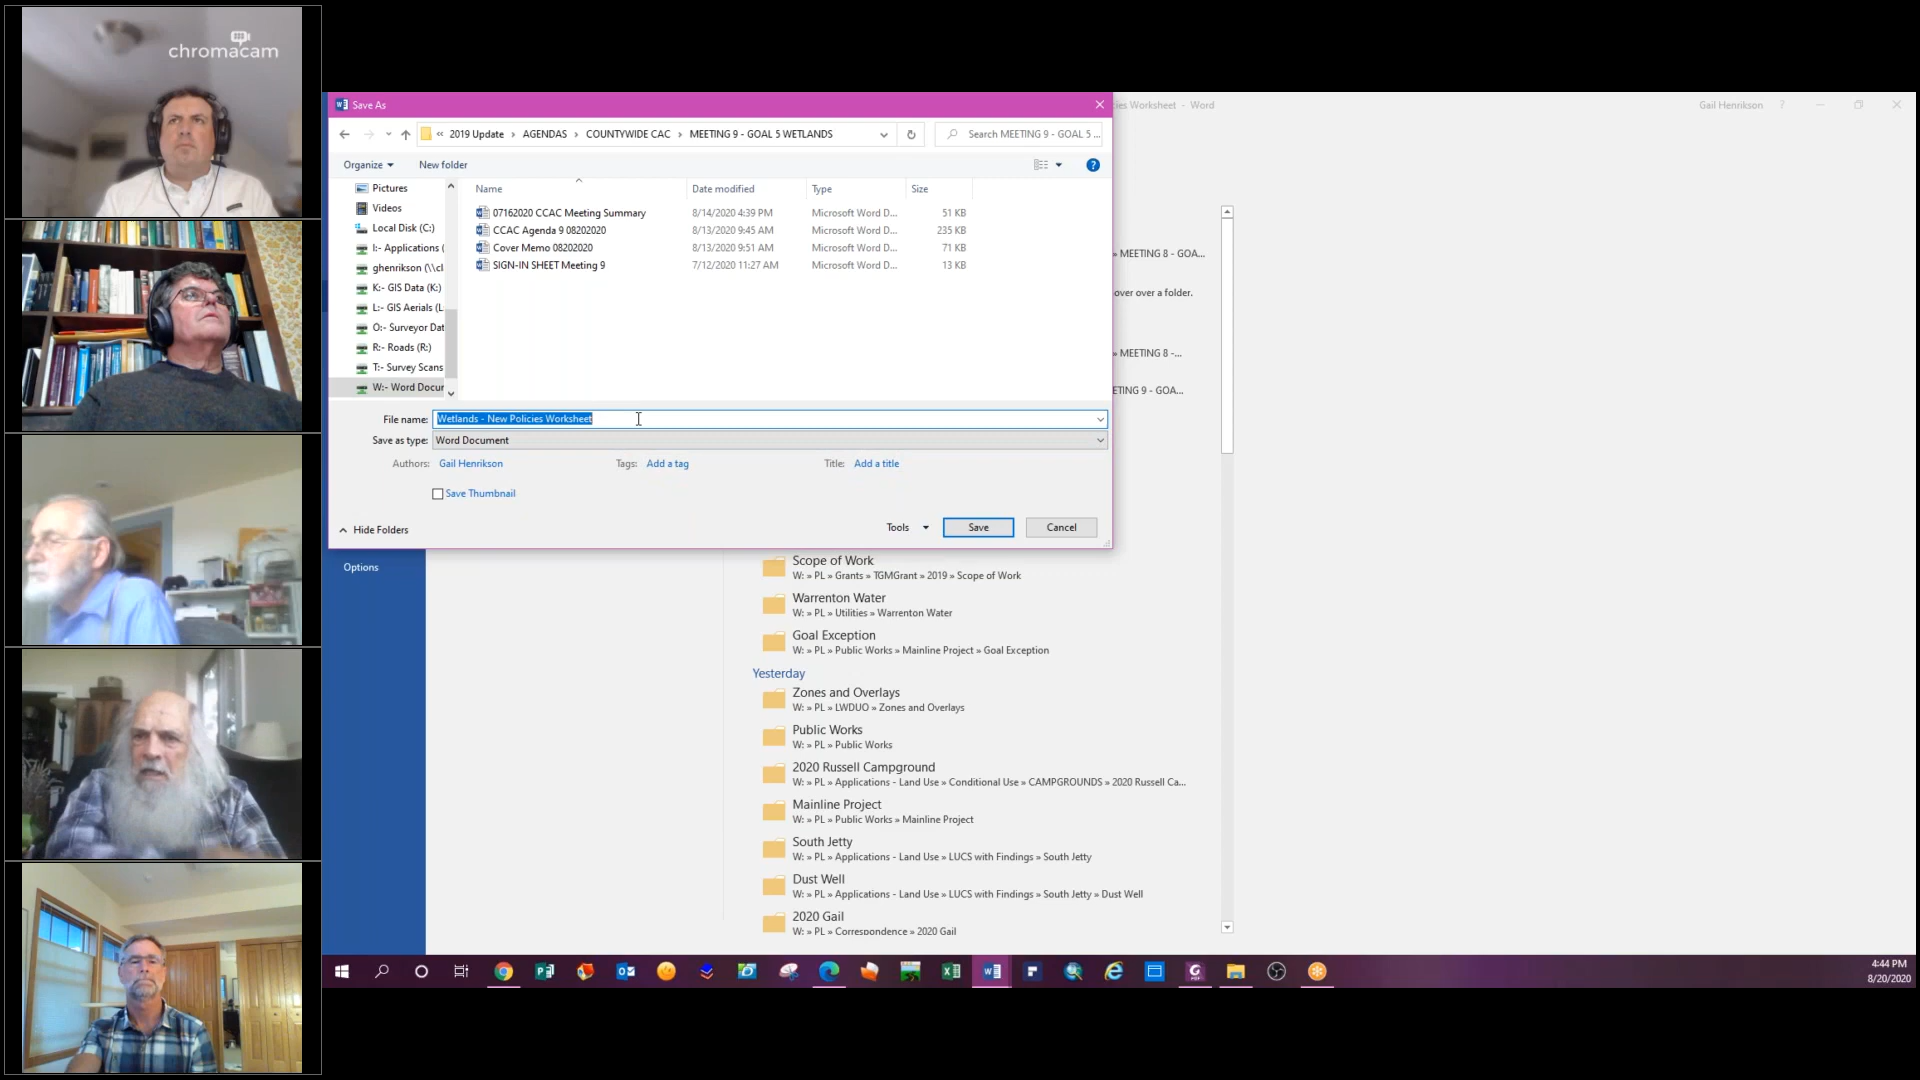 chromacam
Save As
ies Worksheet - Word
Gail Henrikson
?
«
2019 Update > AGENDAS > COUNTYWIDE CAC > MEETING 9 - GOAL 5 WETLANDS
Search MEETING 9 - GOAL 5 ...
Organize
New folder
?
Pictures
Videos
Local Disk (C:)
I:- Applications (
ghenrikson (\\cl
K:- GIS Data (K:)
L:- GIS Aerials (L
O:- Surveyor Dat
R:- Roads (R:)
T:- Survey Scans
W:- Word Docur
Name Date modified Type Size
07162020 CCAC Meeting Summary 8/14/2020 4:39 PM Microsoft Word D... 51 KB
CCAC Agenda 9 08202020 8/13/2020 9:45 AM Microsoft Word D... 235 KB
Cover Memo 08202020 8/13/2020 9:51 AM Microsoft Word D... 71 KB
SIGN-IN SHEET Meeting 9 7/12/2020 11:27 AM Microsoft Word D... 13 KB
» MEETING 8 - GOA...
over over a folder.
» MEETING 8 -...
ETING 9 - GOA...
File name: Wetlands - New Policies Worksheet
Save as type: Word Document
Authors: Gail Henrikson Tags: Add a tag Title: Add a title
Save Thumbnail
Hide Folders
Tools
Save
Cancel
Options
Scope of Work
W: » PL » Grants » TGMGrant » 2019 » Scope of Work
Warrenton Water
W: » PL » Utilities » Warrenton Water
Goal Exception
W: » PL » Public Works » Mainline Project » Goal Exception
Yesterday
Zones and Overlays
W: » PL » LWDUO » Zones and Overlays
Public Works
W: » PL » Public Works
2020 Russell Campground
W: » PL » Applications - Land Use » Conditional Use » CAMPGROUNDS » 2020 Russell Ca...
Mainline Project
W: » PL » Public Works » Mainline Project
South Jetty
W: » PL » Applications - Land Use » LUCS with Findings » South Jetty
Dust Well
W: » PL » Applications - Land Use » LUCS with Findings » South Jetty » Dust Well
2020 Gail
W: » PL » Correspondence » 2020 Gail
4:44 PM
8/20/2020